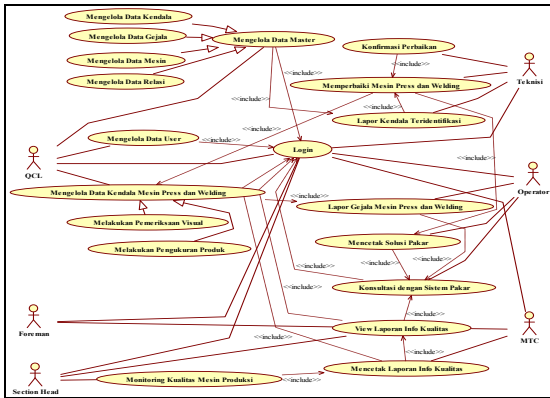 Mengelola Data Kendala
Mengelola Data Gejala
Mengelola Data Master
Konfirmasi Perbaikan
Mengelola Data Mesin
<<include>>
Mengelola Data Relasi
Memperbaiki Mesin Press dan Welding
Teknisi
<<include>>
<<include>>
Lapor Kendala Teridentifikasi
Mengelola Data User
<<include>>
<<include>>
Login
QCL
<<include>>
Mengelola Data Kendala Mesin Press dan Welding
<<include>>
Lapor Gejala Mesin Press dan Welding
Operator
Melakukan Pemeriksaan Visual
Mencetak Solusi Pakar
Melakukan Pengukuran Produk
<<include>>
<<include>>
<<include>>
Konsultasi dengan Sistem Pakar
<<include>>
Foreman
View Laporan Info Kualitas
MTC
<<include>>
<<include>>
Mencetak Laporan Info Kualitas
Monitoring Kualitas Mesin Produksi
<<include>>
Section Head